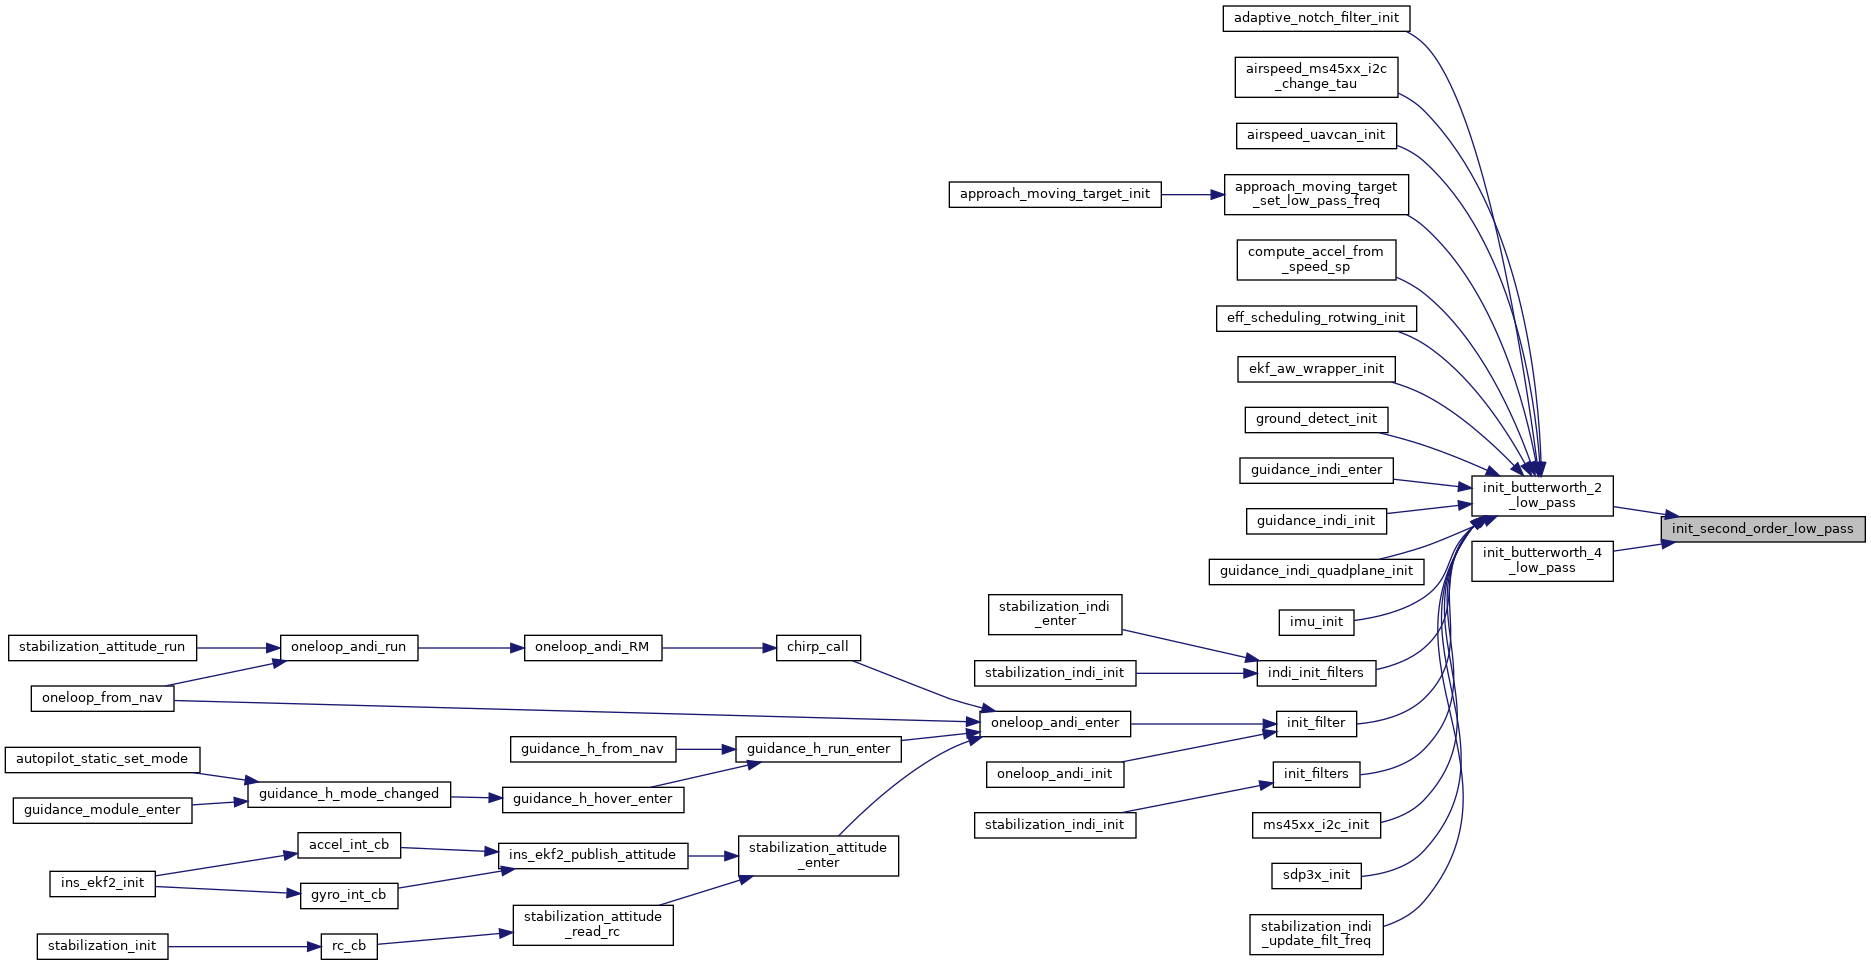 adaptive_notch_filter_init
airspeed_ms45xx_i2c
_change_tau
airspeed_uavcan_init
approach_moving_target_init
approach_moving_target
_set_low_pass_freq
compute_accel_from
_speed_sp
eff_scheduling_rotwing_init
ekf_aw_wrapper_init
ground_detect_init
guidance_indi_enter
init_butterworth_2
_low_pass
guidance_indi_init
init_second_order_low_pass
init_butterworth_4
_low_pass
guidance_indi_quadplane_init
stabilization_indi
_enter
imu_init
stabilization_attitude_run
oneloop_andi_run
oneloop_andi_RM
chirp_call
stabilization_indi_init
indi_init_filters
oneloop_from_nav
oneloop_andi_enter
init_filter
guidance_h_from_nav
guidance_h_run_enter
autopilot_static_set_mode
oneloop_andi_init
init_filters
guidance_h_mode_changed
guidance_h_hover_enter
guidance_module_enter
stabilization_indi_init
ms45xx_i2c_init
accel_int_cb
ins_ekf2_publish_attitude
stabilization_attitude
_enter
ins_ekf2_init
sdp3x_init
gyro_int_cb
stabilization_attitude
_read_rc
stabilization_indi
_update_filt_freq
stabilization_init
rc_cb